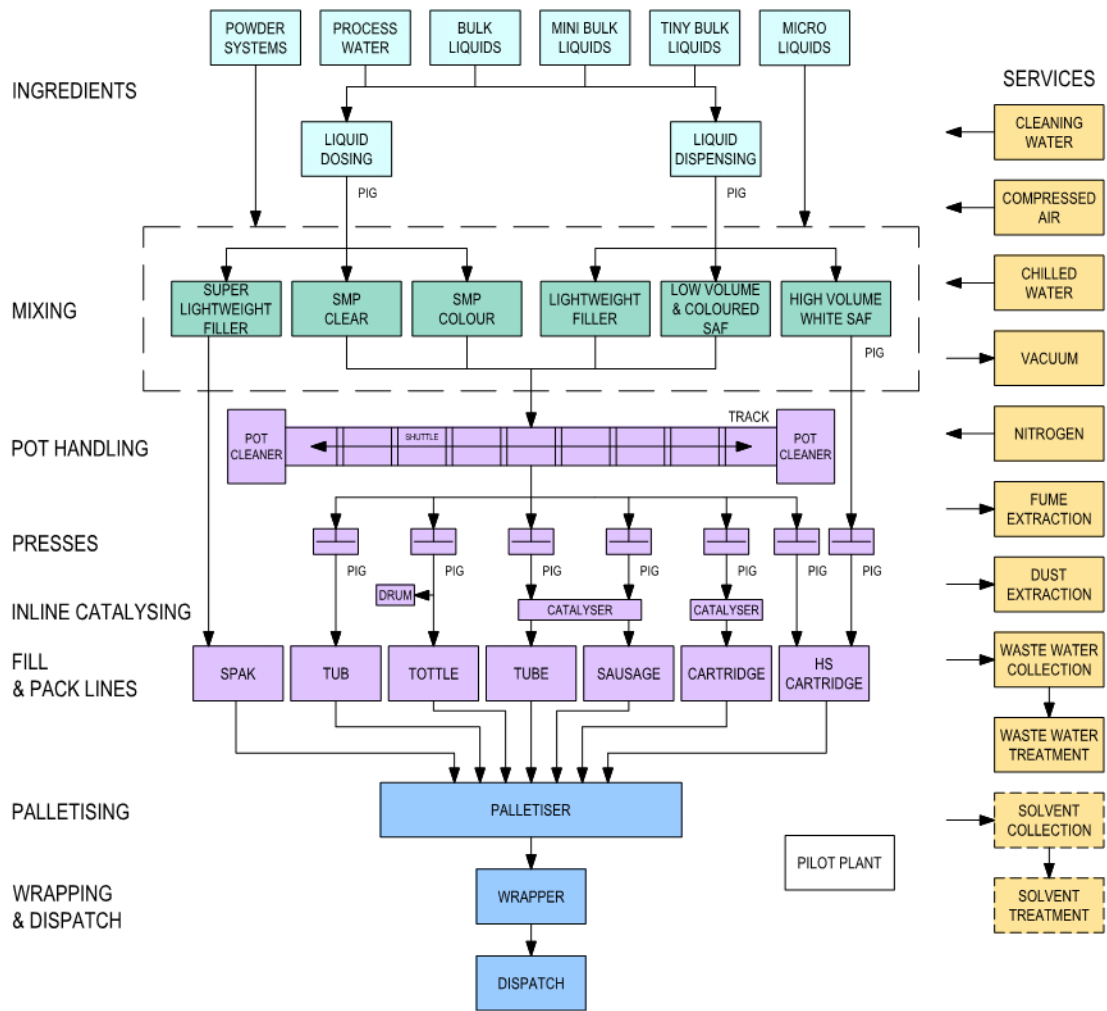 POWDER
SYSTEMS
PROCESS
WATER
BULK
LIQUIDS
MINI BULK
LIQUIDS
TINY BULK
LIQUIDS
MICRO
LIQUIDS
INGREDIENTS
LIQUID
DOSING
LIQUID
DISPENSING
PIG
PIG
MIXING
SUPER
LIGHTWEIGHT
FILLER
SMP
CLEAR
SMP
COLOUR
LIGHTWEIGHT
FILLER
LOW VOLUME
& COLOURED
SAF
HIGH VOLUME
WHITE SAF
PIG
POT HANDLING
POT
CLEANER
SHUTTLE
TRACK
POT
CLEANER
PRESSES
PIG
PIG
PIG
PIG
PIG
PIG
INLINE CATALYSING
DRUM
CATALYSER
CATALYSER
FILL
& PACK LINES
SPAK
TUB
TOTTLE
TUBE
SAUSAGE
CARTRIDGE
HS
CARTRIDGE
PALLETISING
PALLETISER
WRAPPING
& DISPATCH
WRAPPER
DISPATCH
PILOT PLANT
SERVICES
CLEANING
WATER
COMPRESSED
AIR
CHILLED
WATER
VACUUM
NITROGEN
FUME
EXTRACTION
DUST
EXTRACTION
WASTE WATER
COLLECTION
WASTE WATER
TREATMENT
SOLVENT
COLLECTION
SOLVENT
TREATMENT